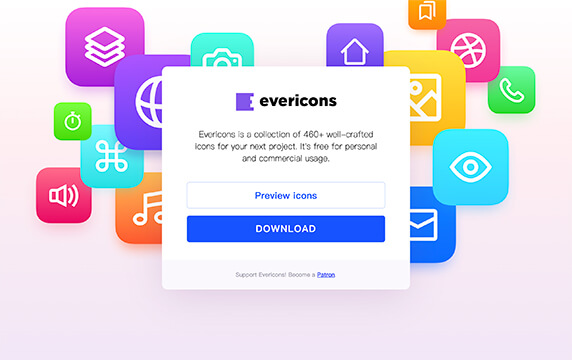 evericons
Evericons is a collection of 460+ well-crafted
icons for your next project. It's free for personal
and commercial usage.
Preview icons
DOWNLOAD
Support Evericons! Become a Patron